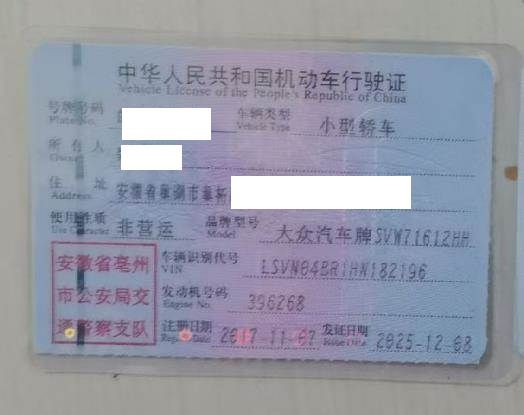 中华人民共和国机动车行驶证
Vehicle License of the People's Republic of China
号牌号码 车辆类型 小型轿车
Plate No. Vehicle Type
所有人
Owner
住址 安徽省 市
Address
使用性质 非营运 品牌型号 大众汽车牌SVW71612HH
Use Character Model
安徽省亳州 车辆识别代号 LSVN84BR1HN182196
VIN
市公安局交 发动机号码 396268
Engine No.
通警察支队 注册日期 2017-11-07 发证日期 2025-12-08
Register Date Issue Date